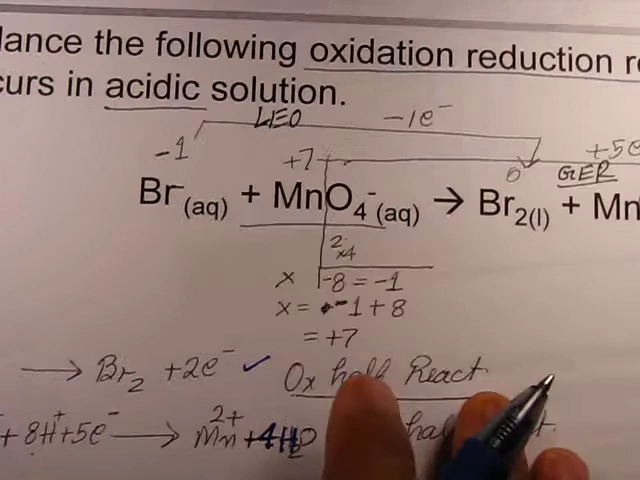 lance the following oxidation reduction re
curs in acidic solution.
LEO -1e⁻
-1 +7 0 +5e
GER
Br⁻(aq) + MnO₄⁻(aq) → Br₂(l) + Mn
2-
x4
x -8 = -1
x = -1 + 8
= +7
→ Br₂ + 2e⁻ ✓ Ox half React
+ 8H⁺ + 5e⁻ → Mn²⁺ + 4H₂O hal t.